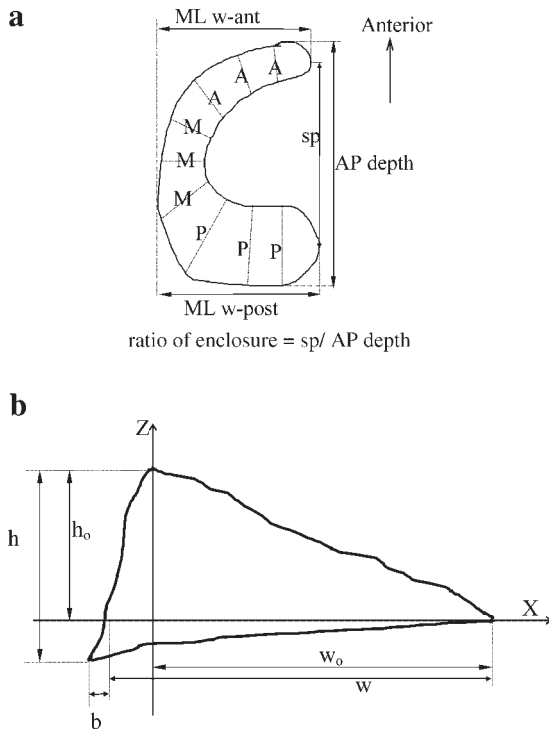 a
ML w-ant
Anterior
A
A
A
M
M
M
sp
AP depth
P
P
P
ML w-post
ratio of enclosure = sp/ AP depth
b
Z
h
h₀
X
w₀
w
b